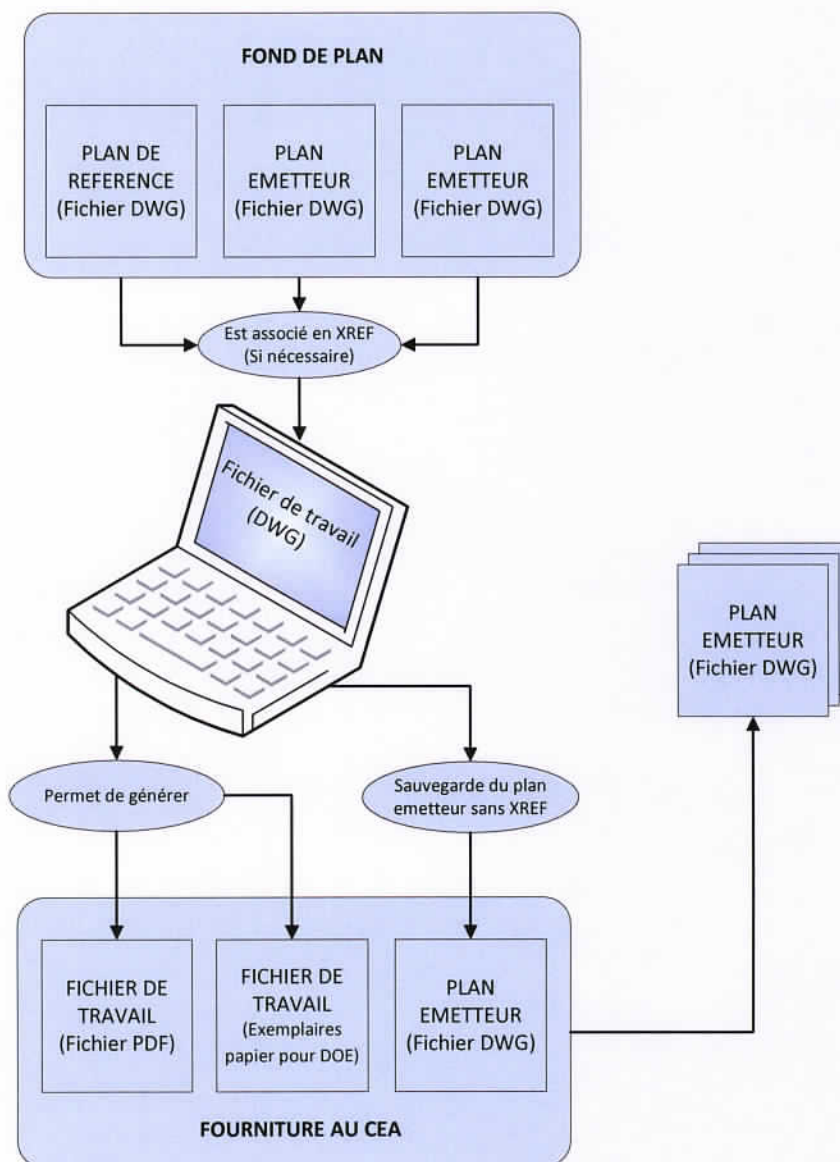 FOND DE PLAN
PLAN DE
REFERENCE
(Fichier DWG)
PLAN
EMETTEUR
(Fichier DWG)
PLAN
EMETTEUR
(Fichier DWG)
Est associé en XREF
(Si nécessaire)
Fichier de travail
(DWG)
PLAN
EMETTEUR
(Fichier DWG)
Permet de générer
Sauvegarde du plan
emetteur sans XREF
FICHIER DE
TRAVAIL
(Fichier PDF)
FICHIER DE
TRAVAIL
(Exemplaires
papier pour DOE)
PLAN
EMETTEUR
(Fichier DWG)
FOURNITURE AU CEA